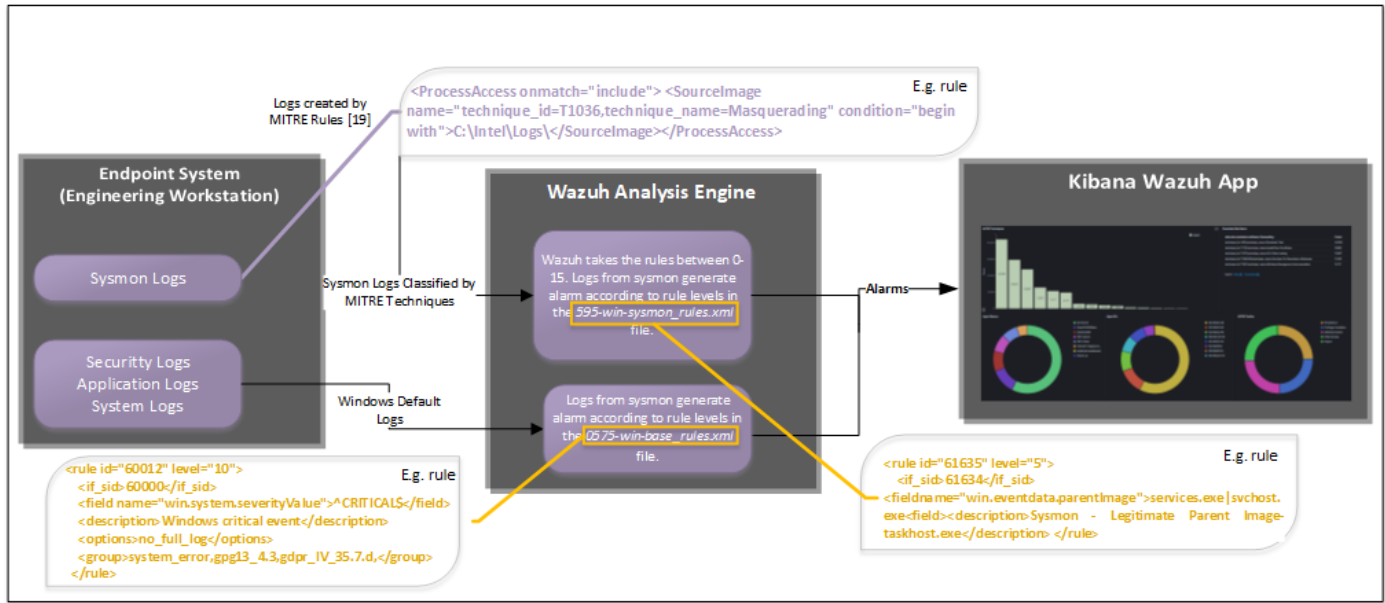 E.g. rule
<ProcessAccess onmatch="include"> <SourceImage
name="technique_id=T1036,technique_name=Masquerading" condition="begin
with">C:\Intel\Logs\</SourceImage></ProcessAccess>
Logs created by
MITRE Rules [19]
Endpoint System
(Engineering Workstation)
Sysmon Logs
Securitty Logs
Application Logs
System Logs
Sysmon Logs Classified by
MITRE Techniques
Windows Default
Logs
Wazuh Analysis Engine
Wazuh takes the rules between 0-
15. Logs from sysmon generate
alarm according to rule levels in
the 595-win-sysmon_rules.xml
file.
Logs from sysmon generate
alarm according to rule levels in
the 0575-win-base_rules.xml
file.
Alarms
Kibana Wazuh App
E.g. rule
<rule id="60012" level="10">
<if_sid>60000</if_sid>
<field name="win.system.severityValue">^CRITICAL$</field>
<description>Windows critical event</description>
<options>no_full_log</options>
<group>system_error,gpg13_4.3,gdpr_IV_35.7.d,</group>
</rule>
E.g. rule
<rule id="61635" level="5">
<if_sid>61634</if_sid>
<fieldname="win.eventdata.parentImage">services.exe|svchost.
exe<field><description>Sysmon - Legitimate Parent Image-
taskhost.exe</description> </rule>